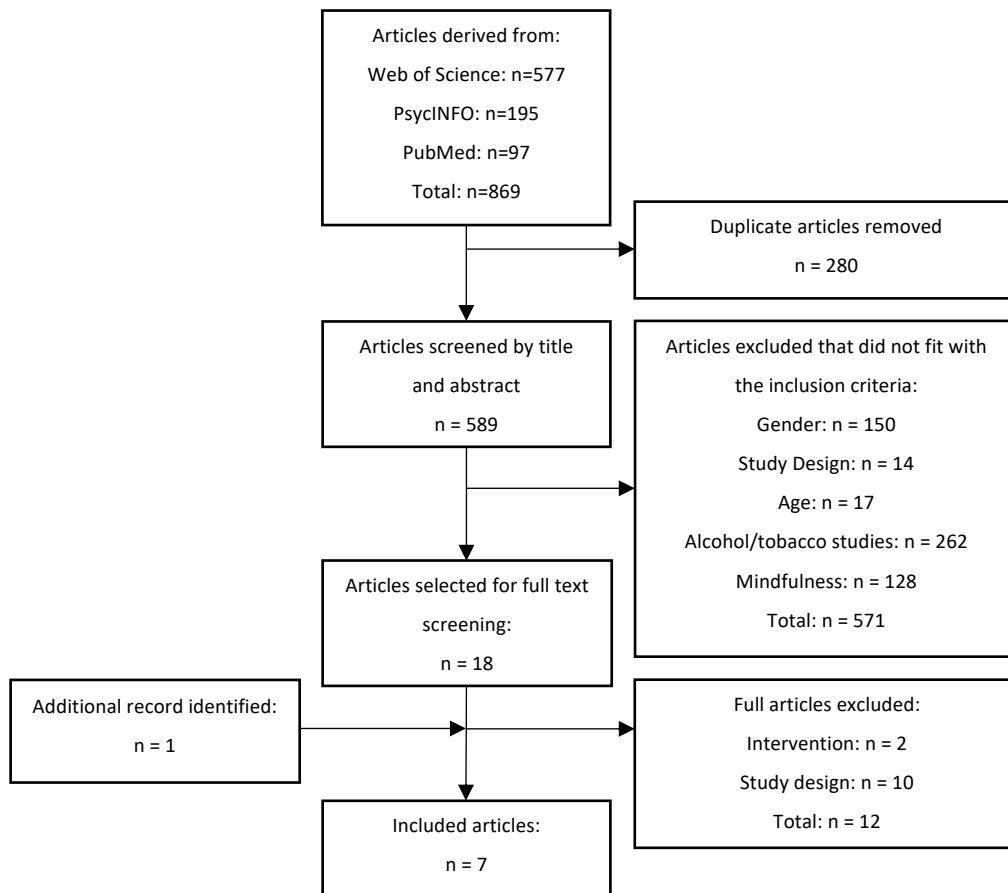 Articles derived from:
Web of Science: n=577
PsycINFO: n=195
PubMed: n=97
Total: n=869
Duplicate articles removed
n = 280
Articles screened by title
and abstract
n = 589
Articles excluded that did not fit with
the inclusion criteria:
Gender: n = 150
Study Design: n = 14
Age: n = 17
Alcohol/tobacco studies: n = 262
Mindfulness: n = 128
Total: n = 571
Articles selected for full text
screening:
n = 18
Additional record identified:
n = 1
Full articles excluded:
Intervention: n = 2
Study design: n = 10
Total: n = 12
Included articles:
n = 7